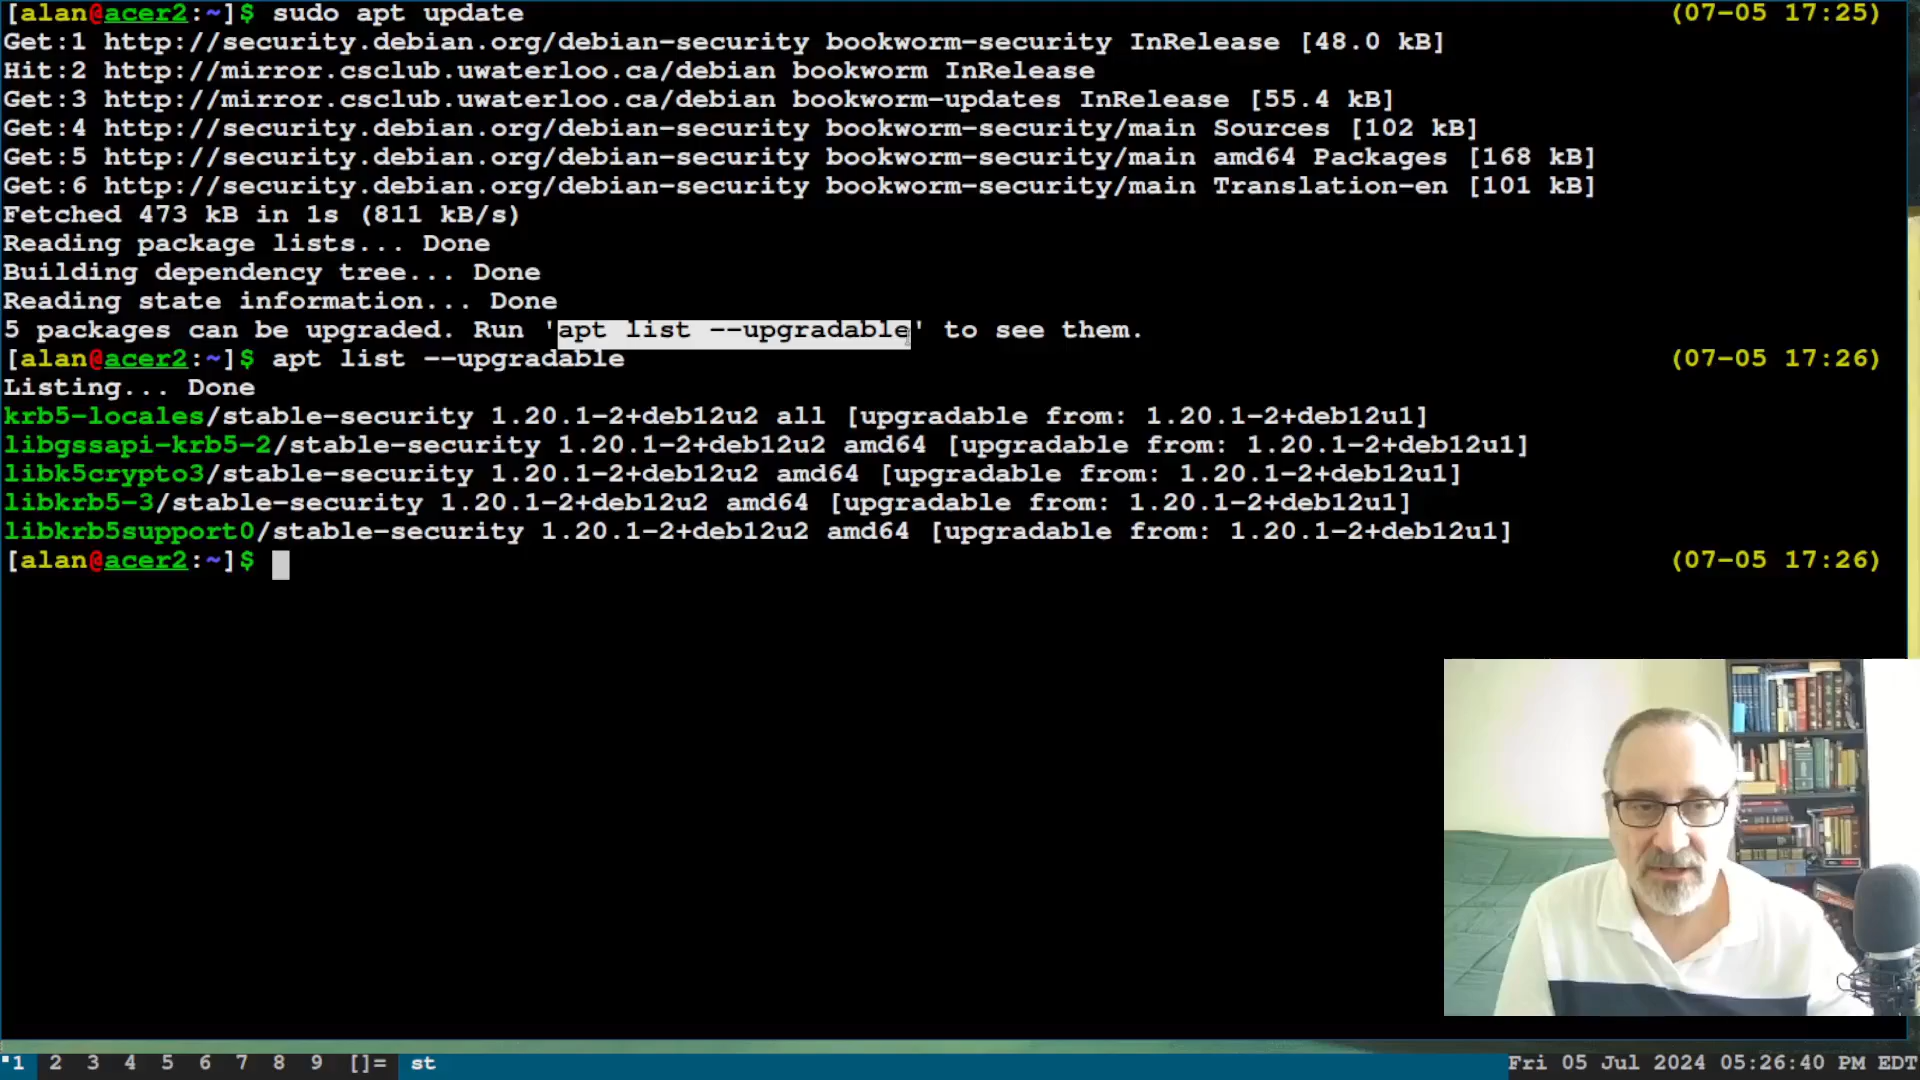 [alan@acer2:~]$ sudo apt update (07-05 17:25)
Get:1 http://security.debian.org/debian-security bookworm-security InRelease [48.0 kB]
Hit:2 http://mirror.csclub.uwaterloo.ca/debian bookworm InRelease
Get:3 http://mirror.csclub.uwaterloo.ca/debian bookworm-updates InRelease [55.4 kB]
Get:4 http://security.debian.org/debian-security bookworm-security/main Sources [102 kB]
Get:5 http://security.debian.org/debian-security bookworm-security/main amd64 Packages [168 kB]
Get:6 http://security.debian.org/debian-security bookworm-security/main Translation-en [101 kB]
Fetched 473 kB in 1s (811 kB/s)
Reading package lists... Done
Building dependency tree... Done
Reading state information... Done
5 packages can be upgraded. Run 'apt list --upgradable' to see them.
[alan@acer2:~]$ apt list --upgradable (07-05 17:26)
Listing... Done
krb5-locales/stable-security 1.20.1-2+deb12u2 all [upgradable from: 1.20.1-2+deb12u1]
libgssapi-krb5-2/stable-security 1.20.1-2+deb12u2 amd64 [upgradable from: 1.20.1-2+deb12u1]
libk5crypto3/stable-security 1.20.1-2+deb12u2 amd64 [upgradable from: 1.20.1-2+deb12u1]
libkrb5-3/stable-security 1.20.1-2+deb12u2 amd64 [upgradable from: 1.20.1-2+deb12u1]
libkrb5support0/stable-security 1.20.1-2+deb12u2 amd64 [upgradable from: 1.20.1-2+deb12u1]
[alan@acer2:~]$ (07-05 17:26)
1 2 3 4 5 6 7 8 9 []= st Fri 05 Jul 2024 05:26:40 PM EDT